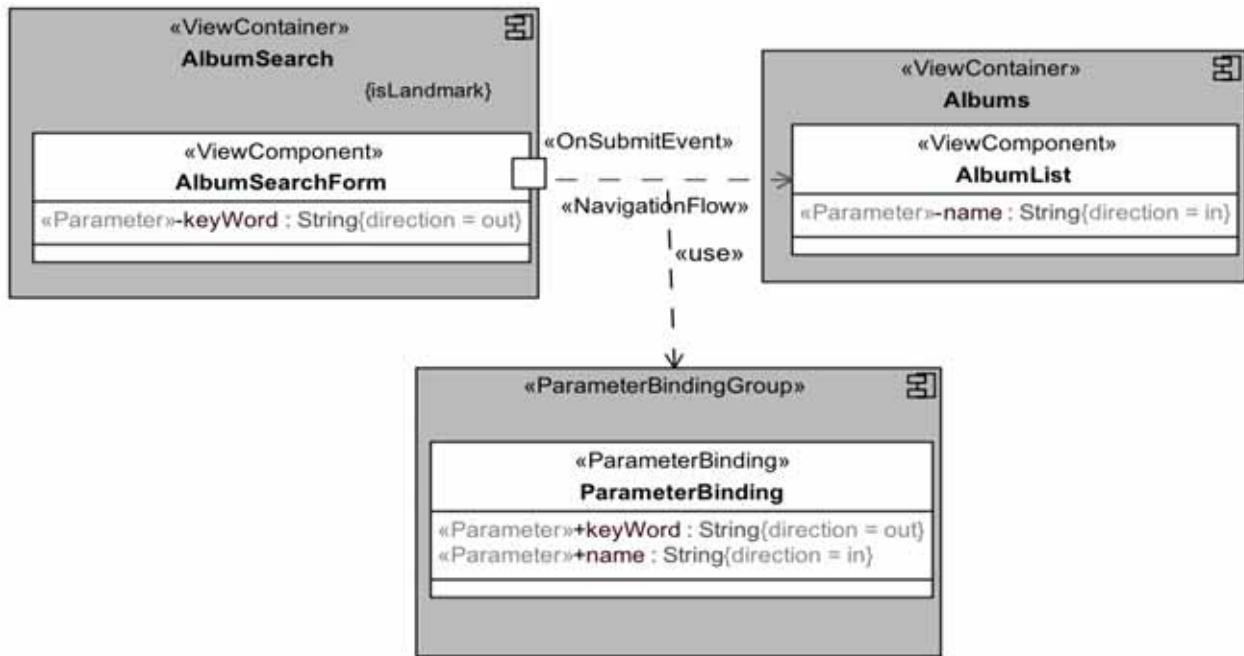 «ViewContainer»
AlbumSearch
{isLandmark}
«ViewComponent»
AlbumSearchForm
«Parameter»-keyWord : String{direction = out}
«OnSubmitEvent»
«NavigationFlow»
«use»
«ViewContainer»
Albums
«ViewComponent»
AlbumList
«Parameter»-name : String{direction = in}
«ParameterBindingGroup»
«ParameterBinding»
ParameterBinding
«Parameter»+keyWord : String{direction = out}
«Parameter»+name : String{direction = in}